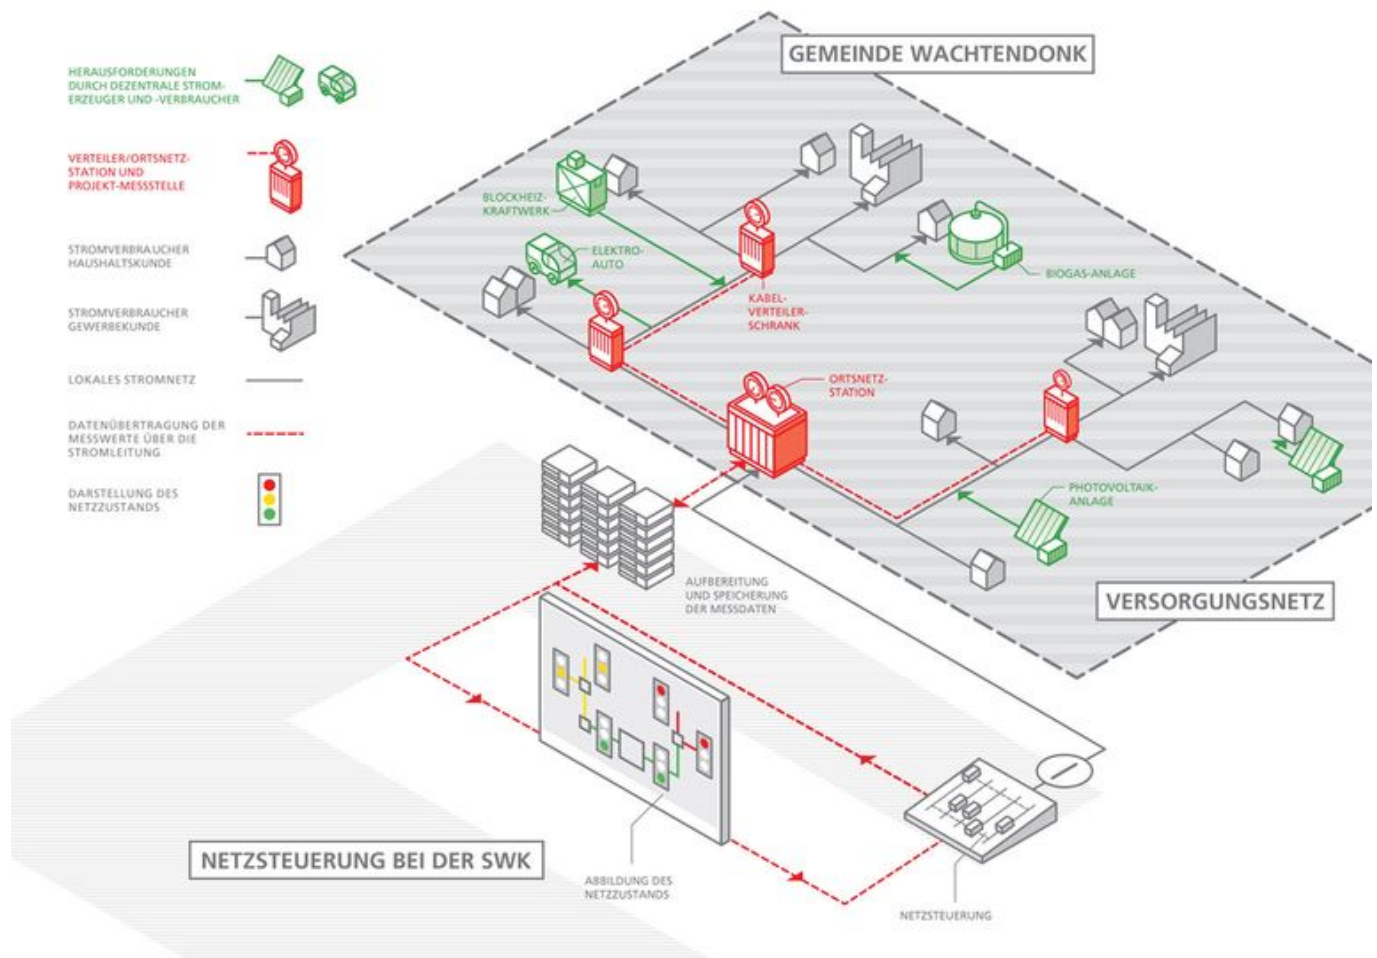 GEMEINDE WACHTENDONK
HERAUSFORDERUNGEN
DURCH DEZENTRALE STROM-
ERZEUGER UND -VERBRAUCHER
VERTEILER/ORTSNETZ-
STATION UND
PROJEKT-MESSSTELLE
STROMVERBRAUCHER
HAUSHALTSKUNDE
STROMVERBRAUCHER
GEWERBEKUNDE
LOKALES STROMNETZ
DATENÜBERTRAGUNG DER
MESSWERTE ÜBER DIE
STROMLEITUNG
DARSTELLUNG DES
NETZZUSTANDS
BLOCKHEIZ-
KRAFTWERK
ELEKTRO-
AUTO
KABEL-
VERTEILER-
SCHRANK
BIOGAS-ANLAGE
ORTSNETZ-
STATION
PHOTOVOLTAIK-
ANLAGE
AUFBEREITUNG
UND SPEICHERUNG
DER MESSDATEN
VERSORGUNGSNETZ
NETZSTEUERUNG BEI DER SWK
ABBILDUNG DES
NETZZUSTANDS
NETZSTEUERUNG